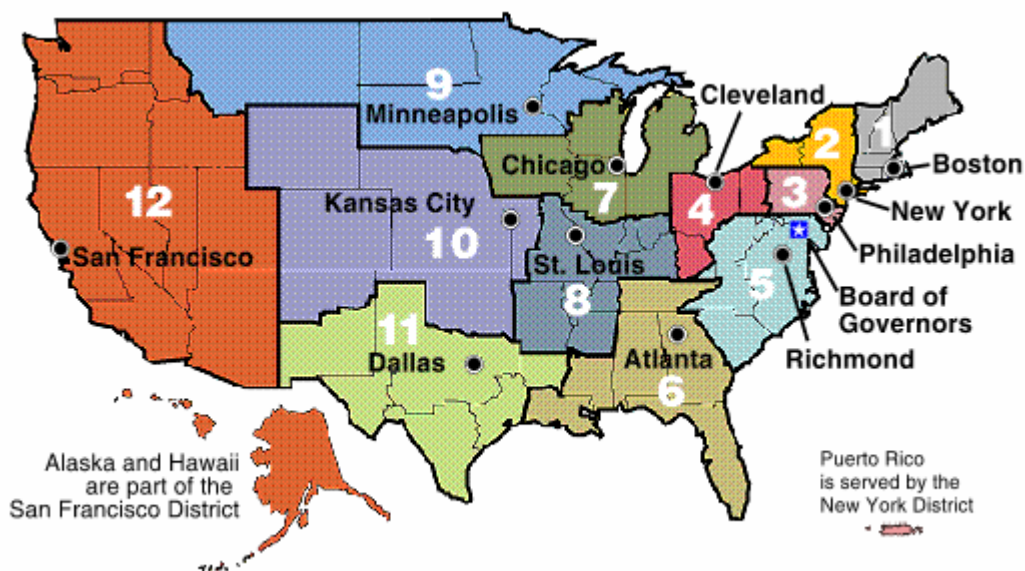 Cleveland
9
Minneapolis
2
1
Chicago
Boston
12
7
4
3
Kansas City
New York
10
San Francisco
St. Louis
Philadelphia
5
8
Board of
Governors
11
Richmond
Dallas
Atlanta
6
Alaska and Hawaii
are part of the
San Francisco District
Puerto Rico
is served by the
New York District